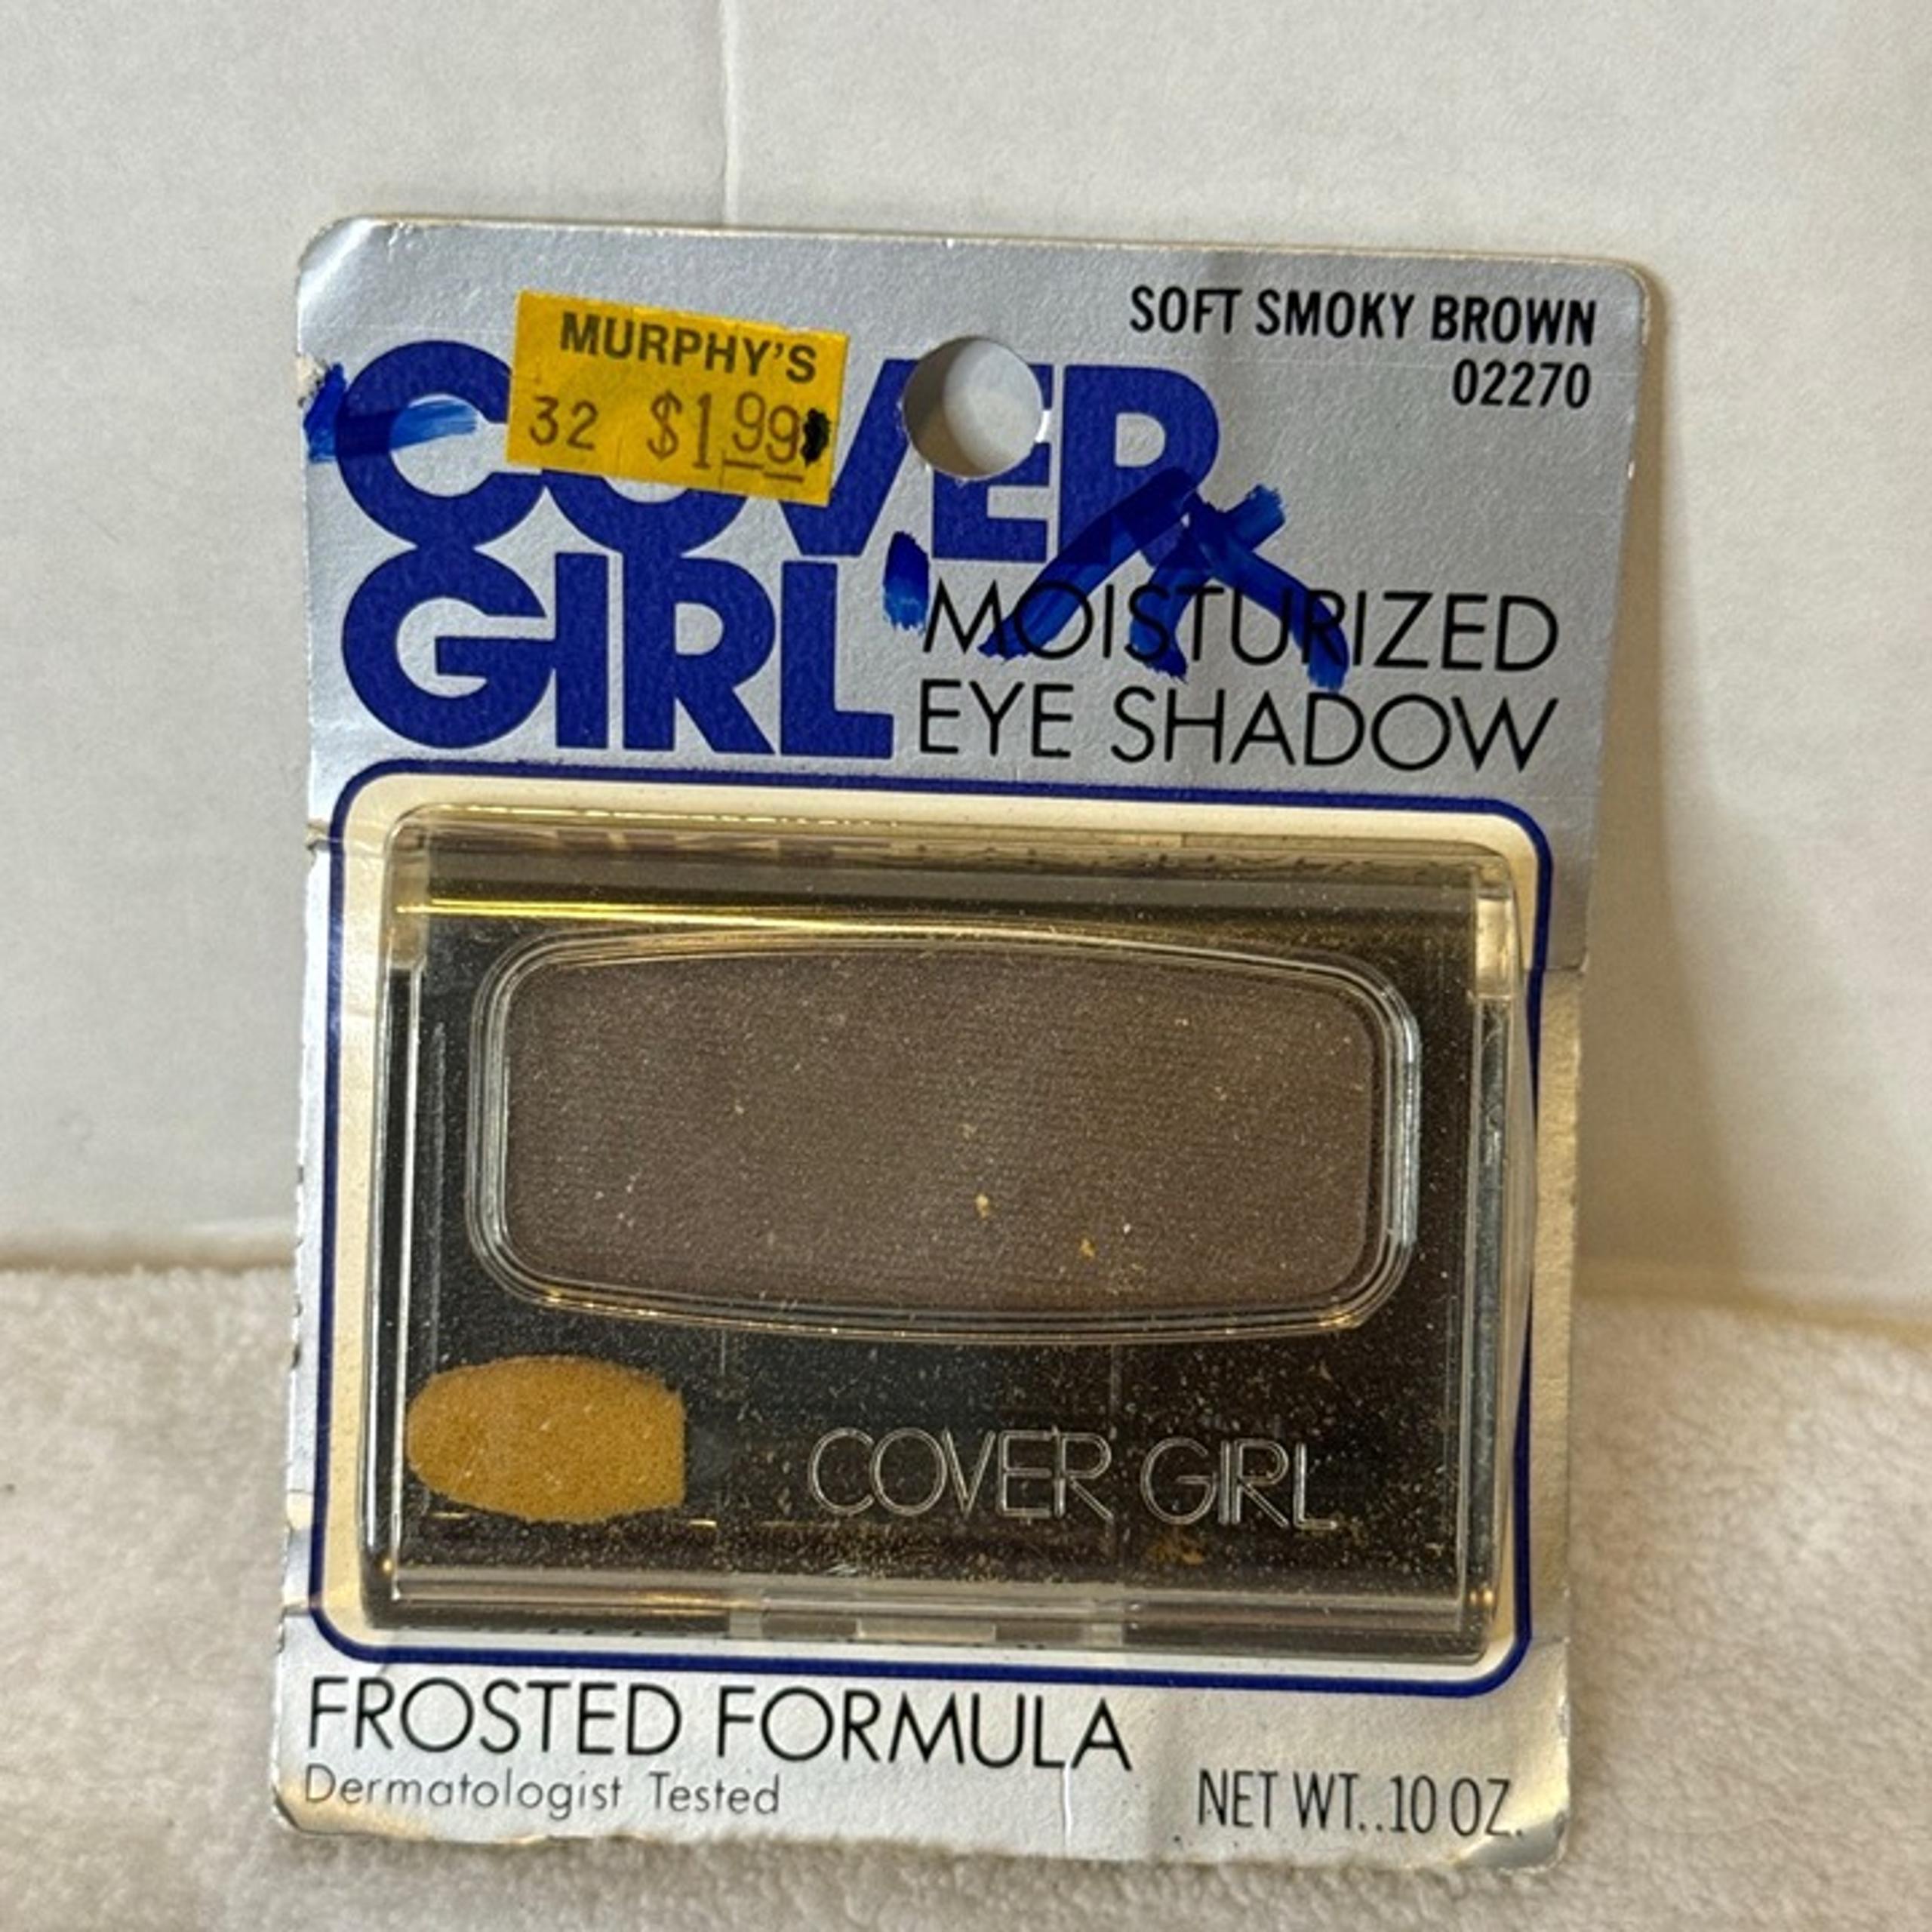 SOFT SMOKY BROWN
02270
MURPHY'S
32 $1.99
COVER
GIRL
MOISTURIZED
EYE SHADOW
COVER GIRL
FROSTED FORMULA
Dermatologist Tested
NET WT. .10 OZ.